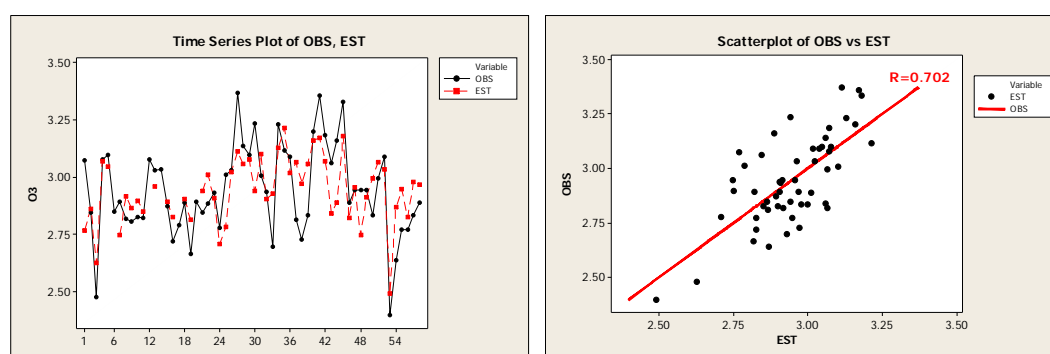 Time Series Plot of OBS, EST
3.50
3.25
3.00
2.75
2.50
O3
1 6 12 18 24 30 36 42 48 54
Variable
OBS
EST
Scatterplot of OBS vs EST
R=0.702
3.50
3.25
3.00
2.75
2.50
OBS
2.50 2.75 3.00 3.25 3.50
EST
Variable
EST
OBS